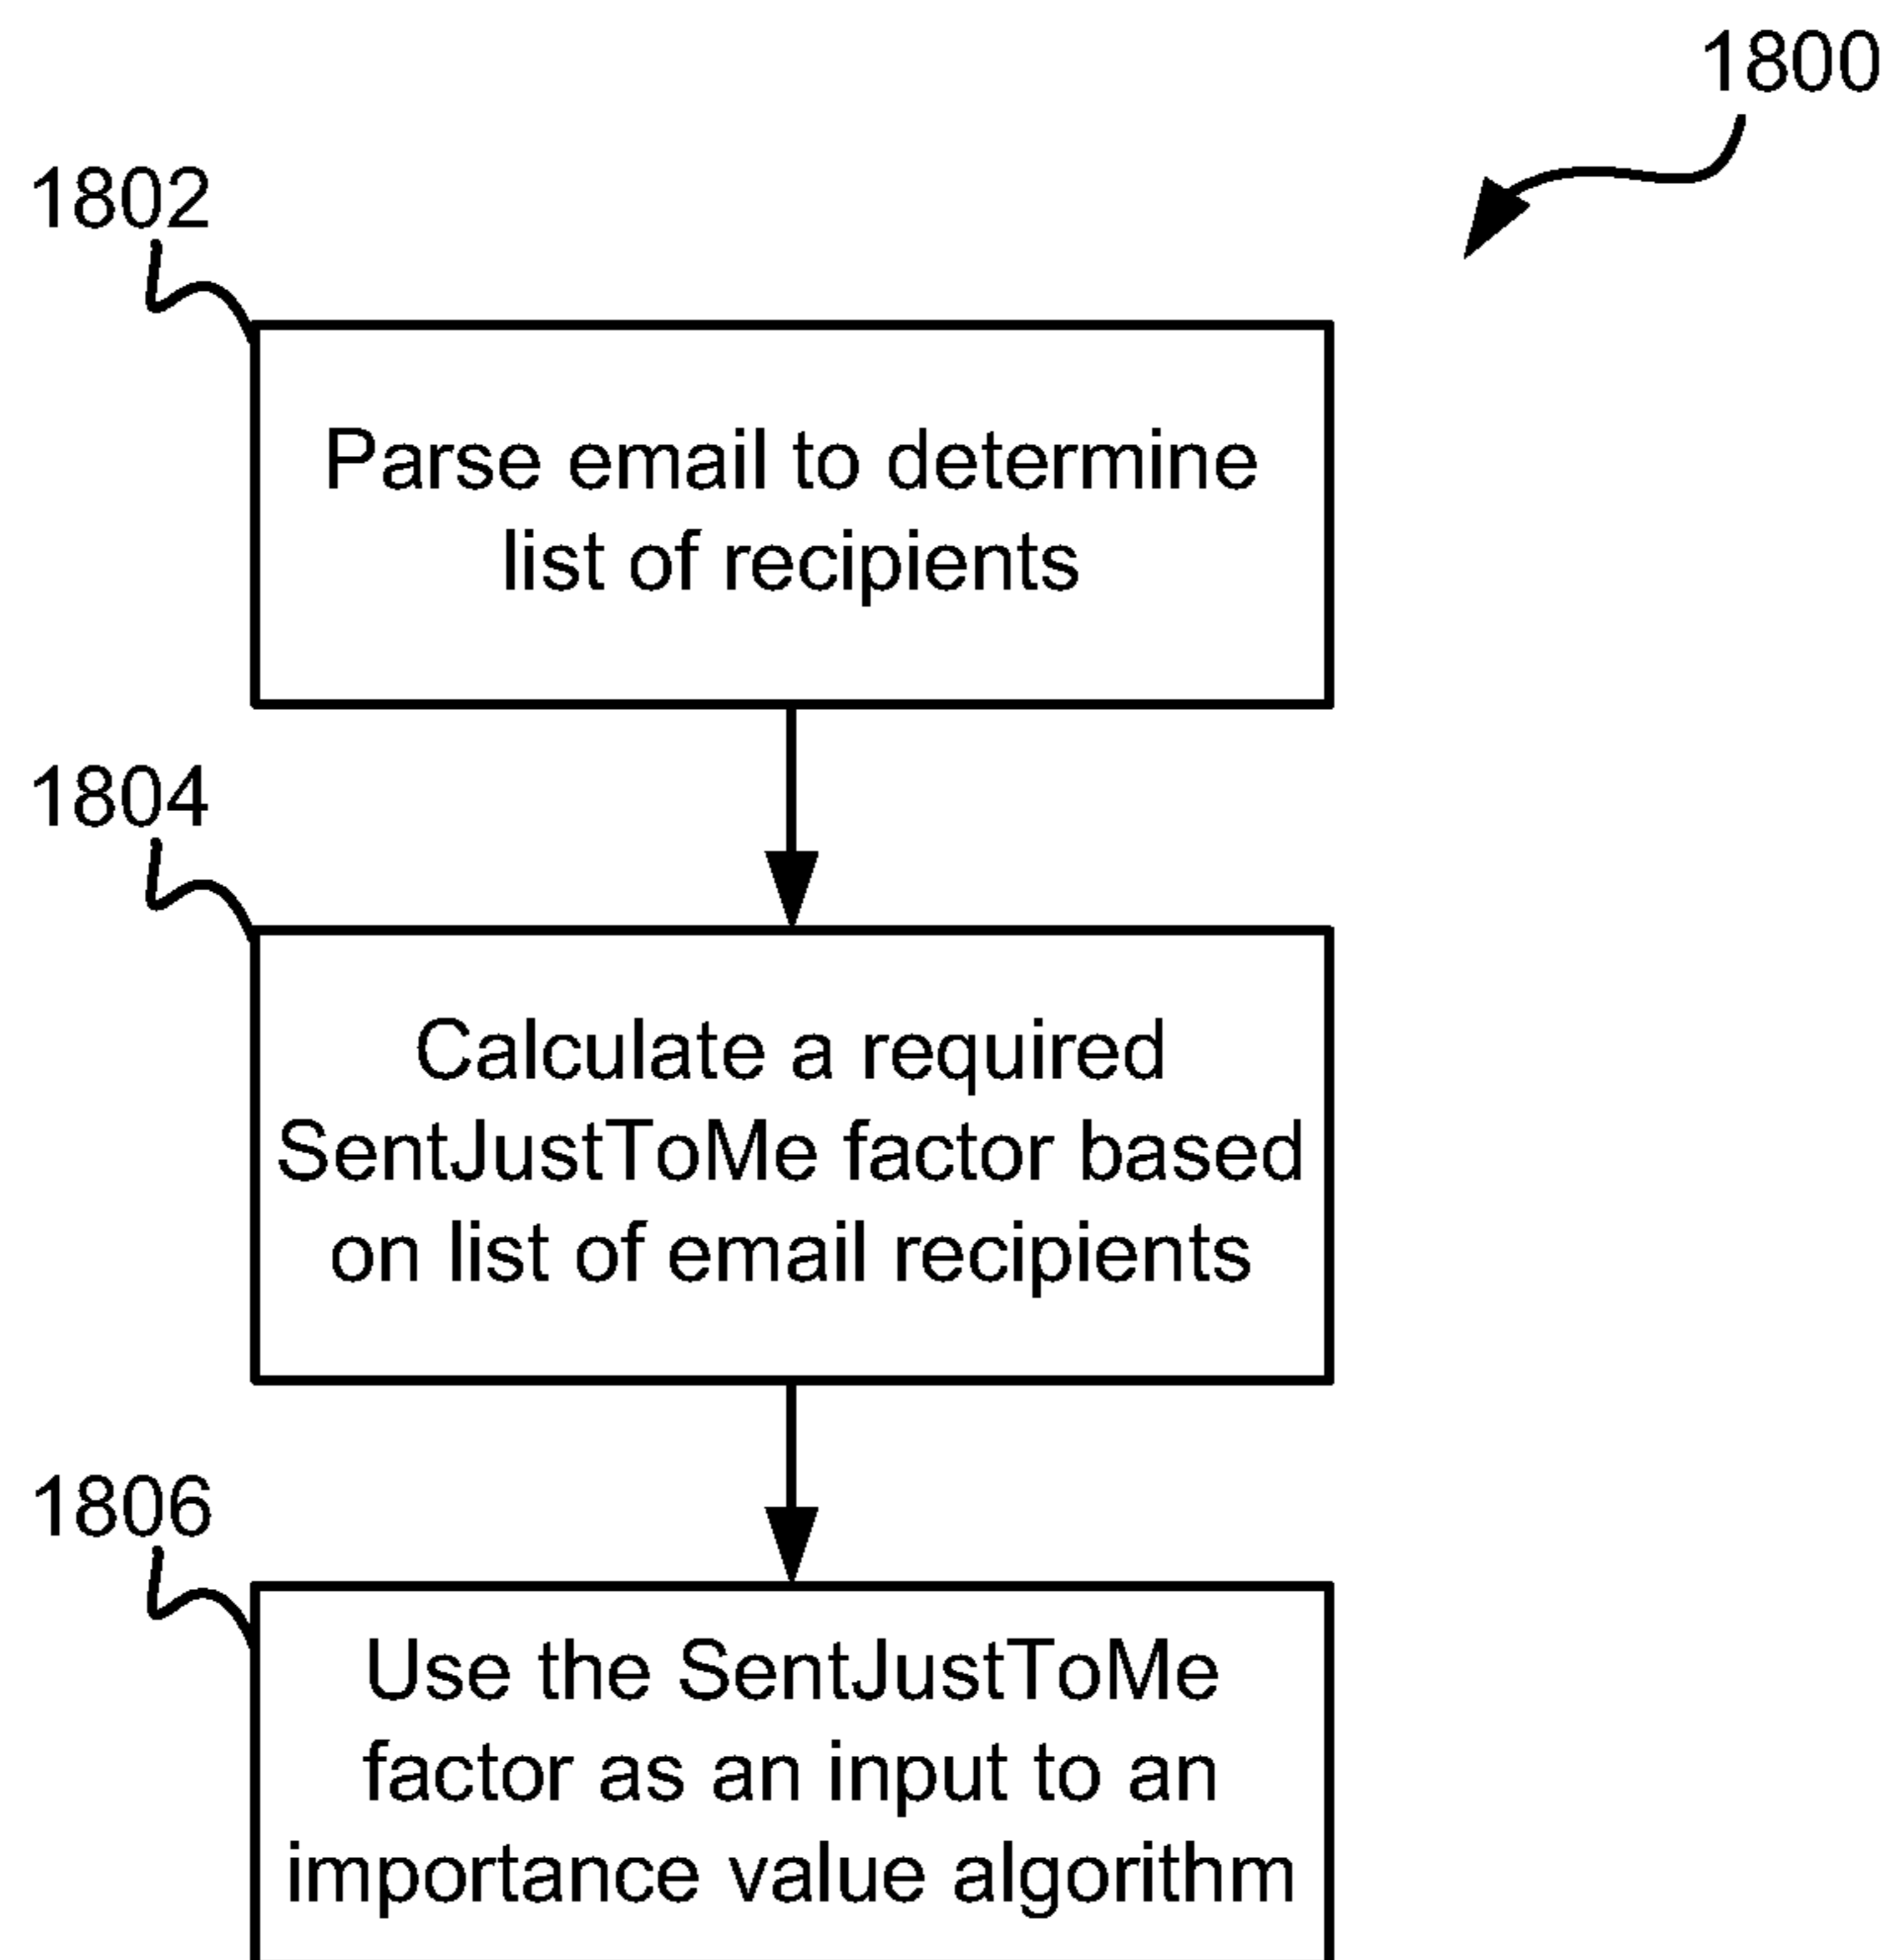 1800
1802
Parse email to determine
list of recipients
1804
Calculate a required
SentJustToMe factor based
on list of email recipients
1806
Use the SentJustToMe
factor as an input to an
importance value algorithm